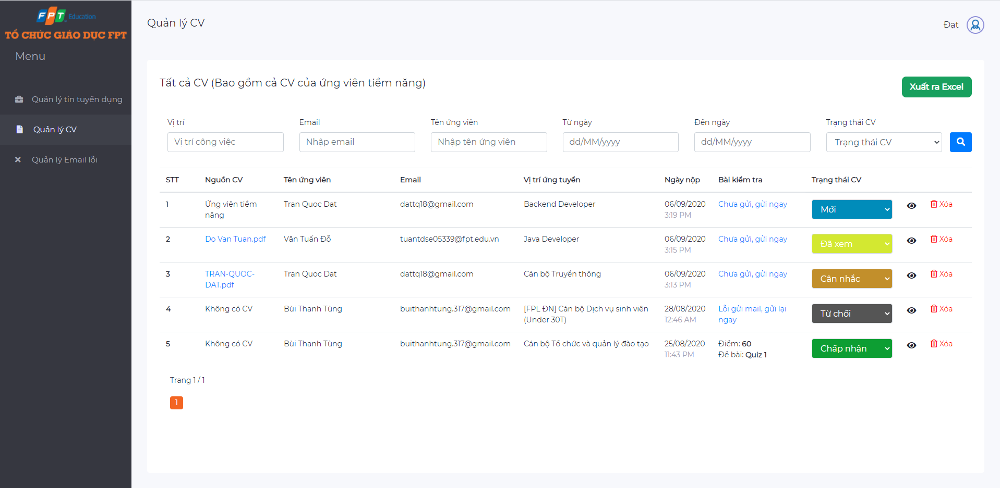 FPT Education
TỔ CHỨC GIÁO DỤC FPT
Menu
Quản lý tin tuyển dụng
Quản lý CV
Quản lý Email lỗi
Quản lý CV
Đạt
Tất cả CV (Bao gồm cả CV của ứng viên tiềm năng)
Xuất ra Excel
Vị trí Email Tên ứng viên Từ ngày Đến ngày Trạng thái CV
Vị trí công việc Nhập email Nhập tên ứng viên dd/MM/yyyy dd/MM/yyyy Trạng thái CV
STT Nguồn CV Tên ứng viên Email Vị trí ứng tuyển Ngày nộp Bài kiểm tra Trạng thái CV
1 Ứng viên tiềm Tran Quoc Dat dattq18@gmail.com Backend Developer 06/09/2020 Chưa gửi, gửi ngay Mới Xóa
năng 3:19 PM
2 Do Van Tuan.pdf Văn Tuấn Đỗ tuantdse05339@fpt.edu.vn Java Developer 06/09/2020 Chưa gửi, gửi ngay Đã xem Xóa
3:15 PM
3 TRAN-QUOC- Tran Quoc Dat dattq18@gmail.com Cán bộ Truyền thông 06/09/2020 Chưa gửi, gửi ngay Cân nhắc Xóa
DAT.pdf 3:13 PM
4 Không có CV Bùi Thanh Tùng buithanhtung.317@gmail.com [FPL ĐN] Cán bộ Dịch vụ sinh viên 28/08/2020 Lỗi gửi mail, gửi lại Từ chối Xóa
(Under 30T) 12:46 AM ngay
5 Không có CV Bùi Thanh Tùng buithanhtung.317@gmail.com Cán bộ Tổ chức và quản lý đào tạo 25/08/2020 Điểm: 60 Chấp nhận Xóa
11:43 PM Đề bài: Quiz 1
Trang 1 / 1
1